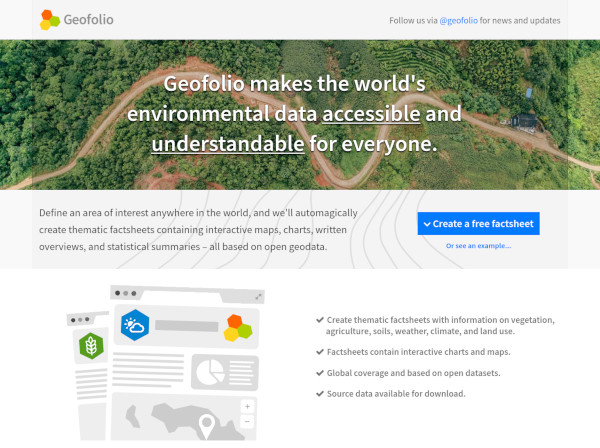 Geofolio
Follow us via @geofolio for news and updates
Geofolio makes the world's
environmental data accessible and
understandable for everyone.
Define an area of interest anywhere in the world, and we'll automagically
create thematic factsheets containing interactive maps, charts, written
overviews, and statistical summaries – all based on open geodata.
Create a free factsheet
Or see an example...
Create thematic factsheets with information on vegetation,
agriculture, soils, weather, climate, and land use.
Factsheets contain interactive charts and maps.
Global coverage and based on open datasets.
Source data available for download.